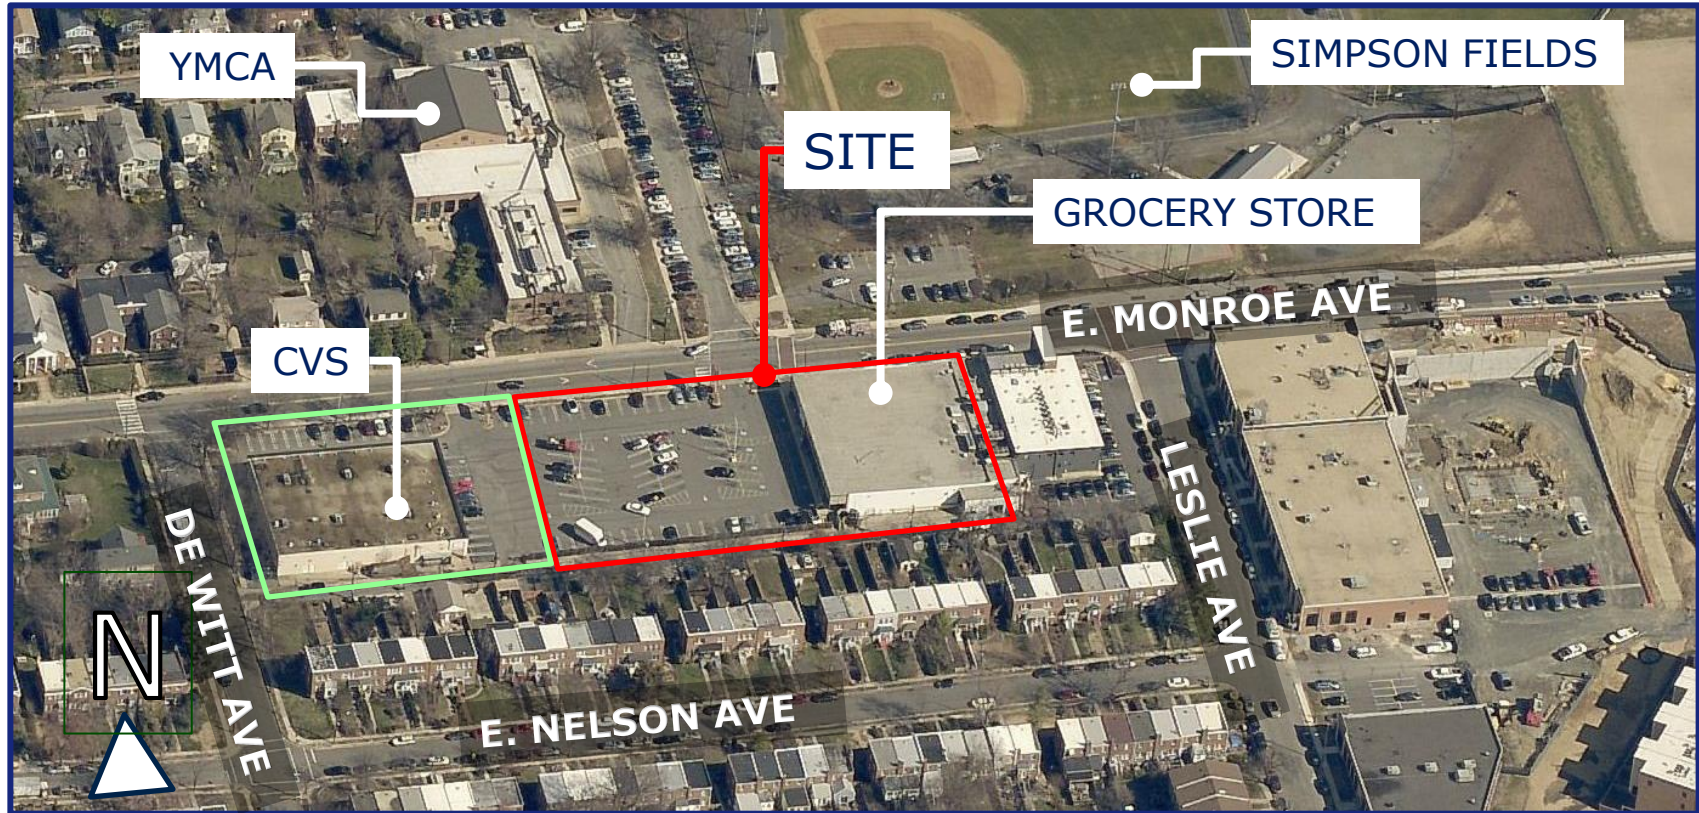 YMCA
SIMPSON FIELDS
SITE
GROCERY STORE
E. MONROE AVE
CVS
LESLIE AVE
DE WITT AVE
N
E. NELSON AVE